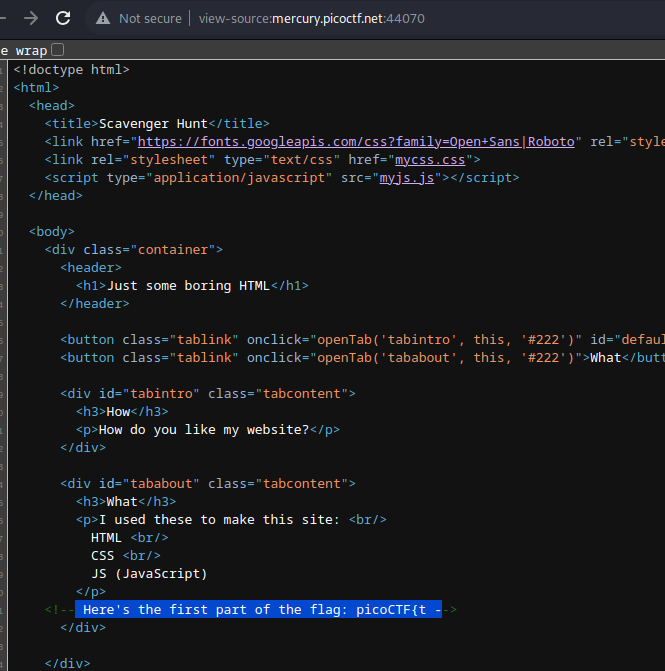 Not secure view-source:mercury.picoctf.net:44070
e wrap
<!doctype html>
<html>
<head>
<title>Scavenger Hunt</title>
<link href="https://fonts.googleapis.com/css?family=Open+Sans|Roboto" rel="style
<link rel="stylesheet" type="text/css" href="mycss.css">
<script type="application/javascript" src="myjs.js"></script>
</head>
<body>
<div class="container">
<header>
<h1>Just some boring HTML</h1>
</header>
<button class="tablink" onclick="openTab('tabintro', this, '#222')" id="defaul
<button class="tablink" onclick="openTab('tababout', this, '#222')">What</butt
<div id="tabintro" class="tabcontent">
<h3>How</h3>
<p>How do you like my website?</p>
</div>
<div id="tababout" class="tabcontent">
<h3>What</h3>
<p>I used these to make this site: <br/>
HTML <br/>
CSS <br/>
JS (JavaScript)
</p>
<!-- Here's the first part of the flag: picoCTF{t -->
</div>
</div>